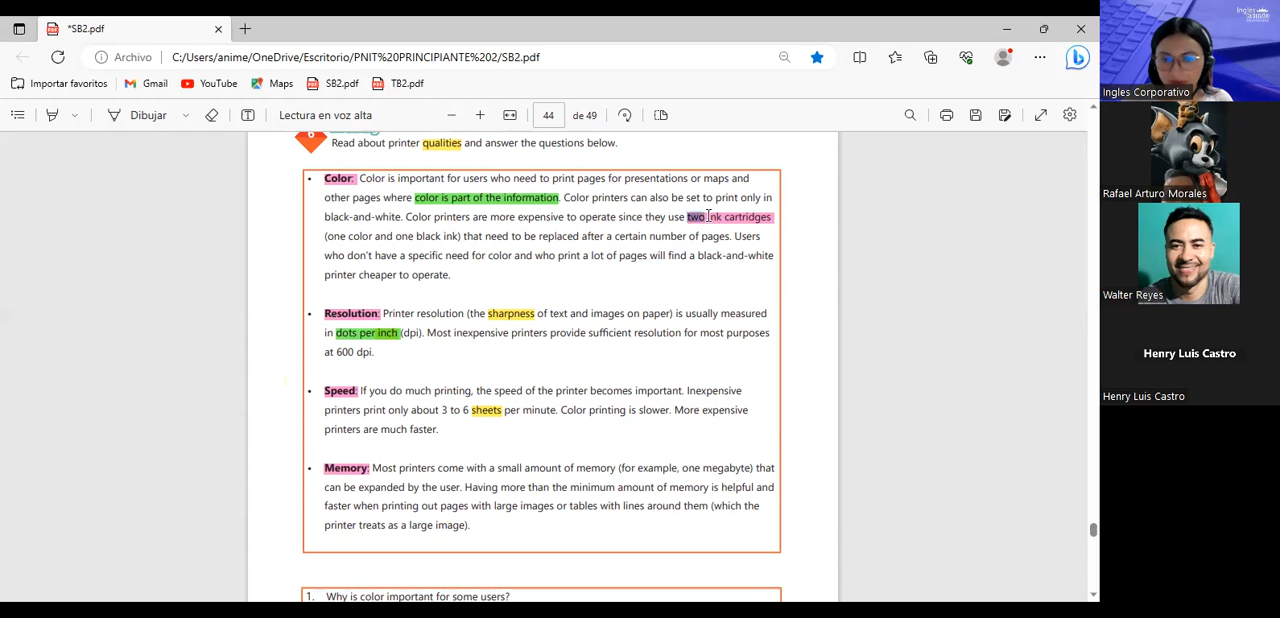 *SB2.pdf
Archivo C:/Users/anime/OneDrive/Escritorio/PNIT%20PRINCIPIANTE%202/SB2.pdf
Importar favoritos Gmail YouTube Maps SB2.pdf TB2.pdf
Dibujar Lectura en voz alta 44 de 49
Read about printer qualities and answer the questions below.
• Color: Color is important for users who need to print pages for presentations or maps and
other pages where color is part of the information. Color printers can also be set to print only in
black-and-white. Color printers are more expensive to operate since they use two ink cartridges
(one color and one black ink) that need to be replaced after a certain number of pages. Users
who don't have a specific need for color and who print a lot of pages will find a black-and-white
printer cheaper to operate.
• Resolution: Printer resolution (the sharpness of text and images on paper) is usually measured
in dots per inch (dpi). Most inexpensive printers provide sufficient resolution for most purposes
at 600 dpi.
• Speed: If you do much printing, the speed of the printer becomes important. Inexpensive
printers print only about 3 to 6 sheets per minute. Color printing is slower. More expensive
printers are much faster.
• Memory: Most printers come with a small amount of memory (for example, one megabyte) that
can be expanded by the user. Having more than the minimum amount of memory is helpful and
faster when printing out pages with large images or tables with lines around them (which the
printer treats as a large image).
1. Why is color important for some users?
Ingles Corporativo
Rafael Arturo Morales
Walter Reyes
Henry Luis Castro
Henry Luis Castro